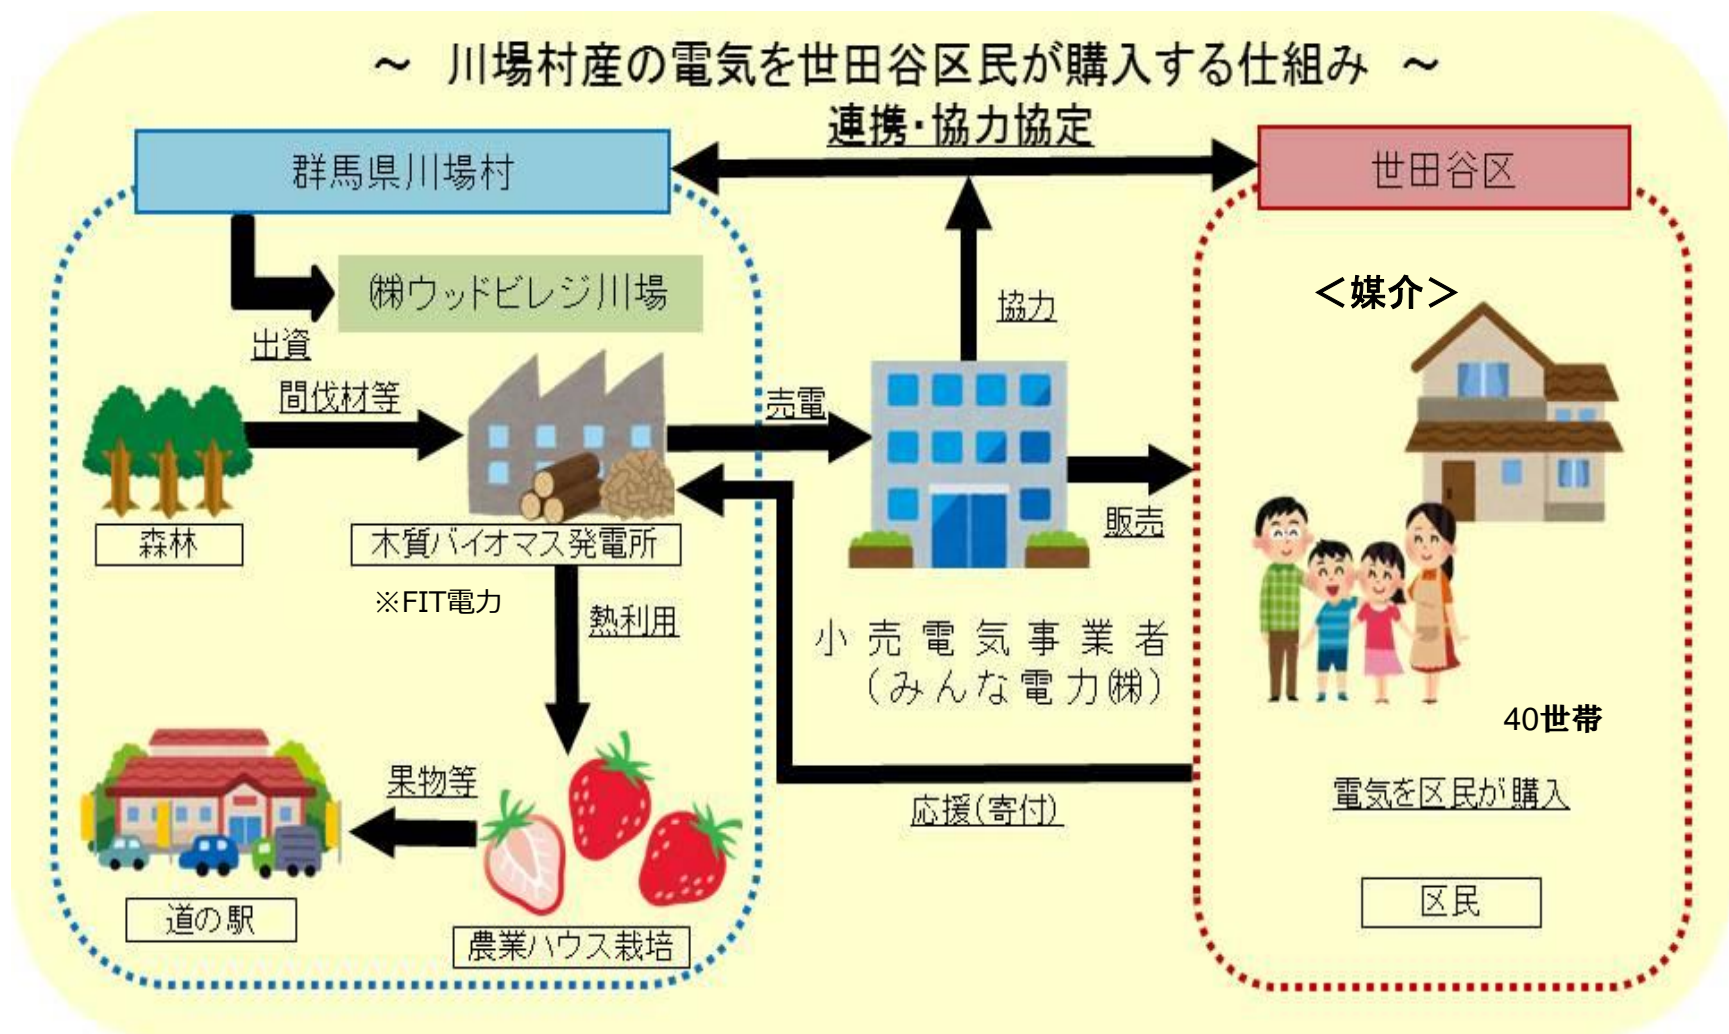 ～ 川場村産の電気を世田谷区民が購入する仕組み ～
連携・協力協定
群馬県川場村
世田谷区
㈱ウッドビレジ川場
＜媒介＞
協力
出資
間伐材等
売電
販売
森林
木質バイオマス発電所
※FIT電力
熱利用
小売電気事業者
（みんな電力㈱）
40世帯
果物等
応援(寄付)
電気を区民が購入
区民
道の駅
農業ハウス栽培